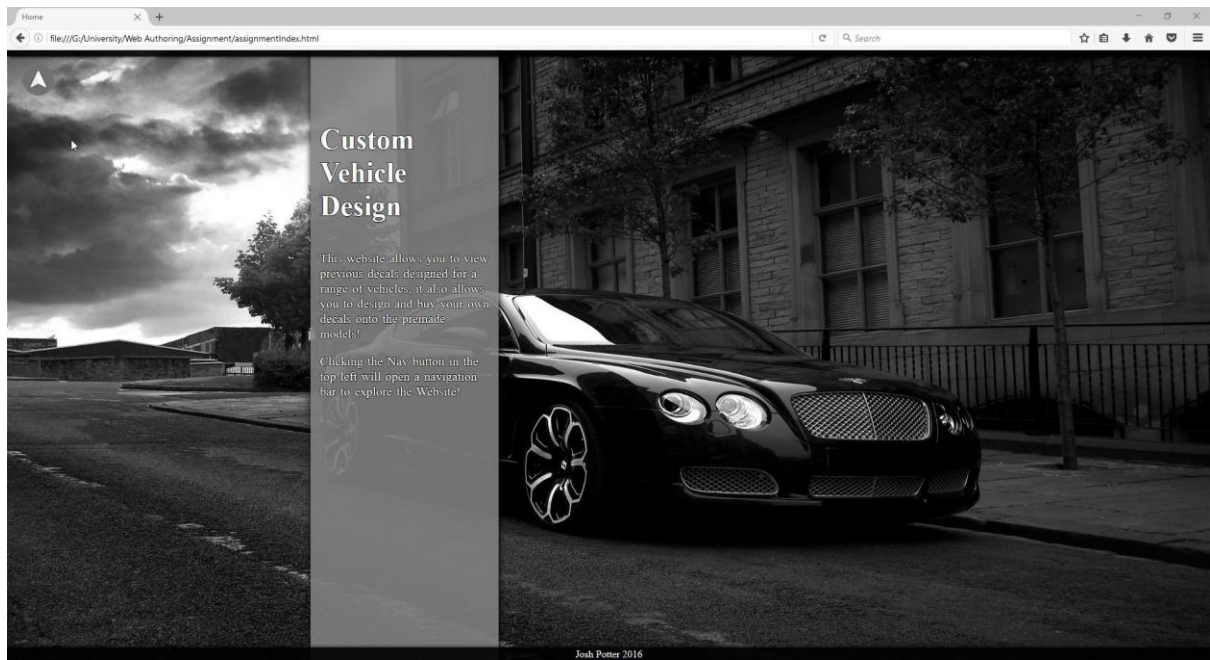 Home
file:///G:/University/Web Authoring/Assignment/assignmentIndex.html
Search
Custom
Vehicle
Design
This website allows you to view
previous decals designed for a
range of vehicles, it also allows
you to design and buy your own
decals onto the premade
models!
Clicking the Nav button in the
top left will open a navigation
bar to explore the Website!
Josh Potter 2016